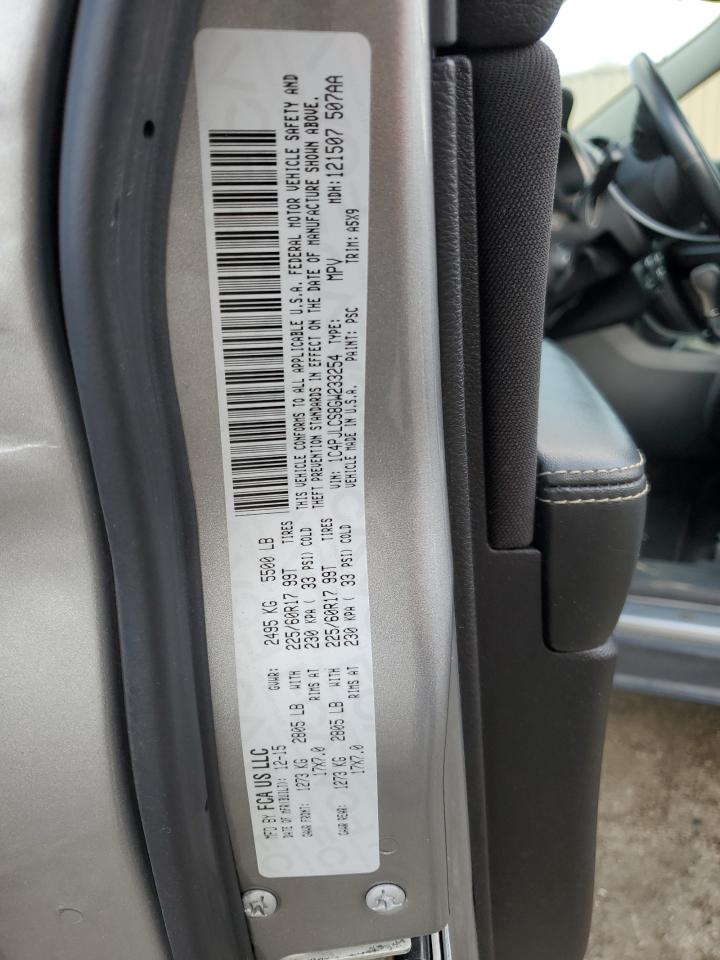 MFD BY FCA US LLC
DATE OF MFR(BUILT): 12-15
GVWR: 2495 KG 5500 LB
GAWR FRONT: 1273 KG 2805 LB WITH 225/60R17 99T TIRES
17X7.0 RIMS AT 230 KPA ( 33 PSI) COLD
GAWR REAR: 1273 KG 2805 LB WITH 225/60R17 99T TIRES
17X7.0 RIMS AT 230 KPA ( 33 PSI) COLD
THIS VEHICLE CONFORMS TO ALL APPLICABLE U.S.A. FEDERAL MOTOR VEHICLE SAFETY AND
THEFT PREVENTION STANDARDS IN EFFECT ON THE DATE OF MANUFACTURE SHOWN ABOVE.
VIN: 1C4PJLCS8GW233254 TYPE: MPV MDH:121507 507AA
VEHICLE MADE IN U.S.A. PAINT: PSC TRIM: A5X9